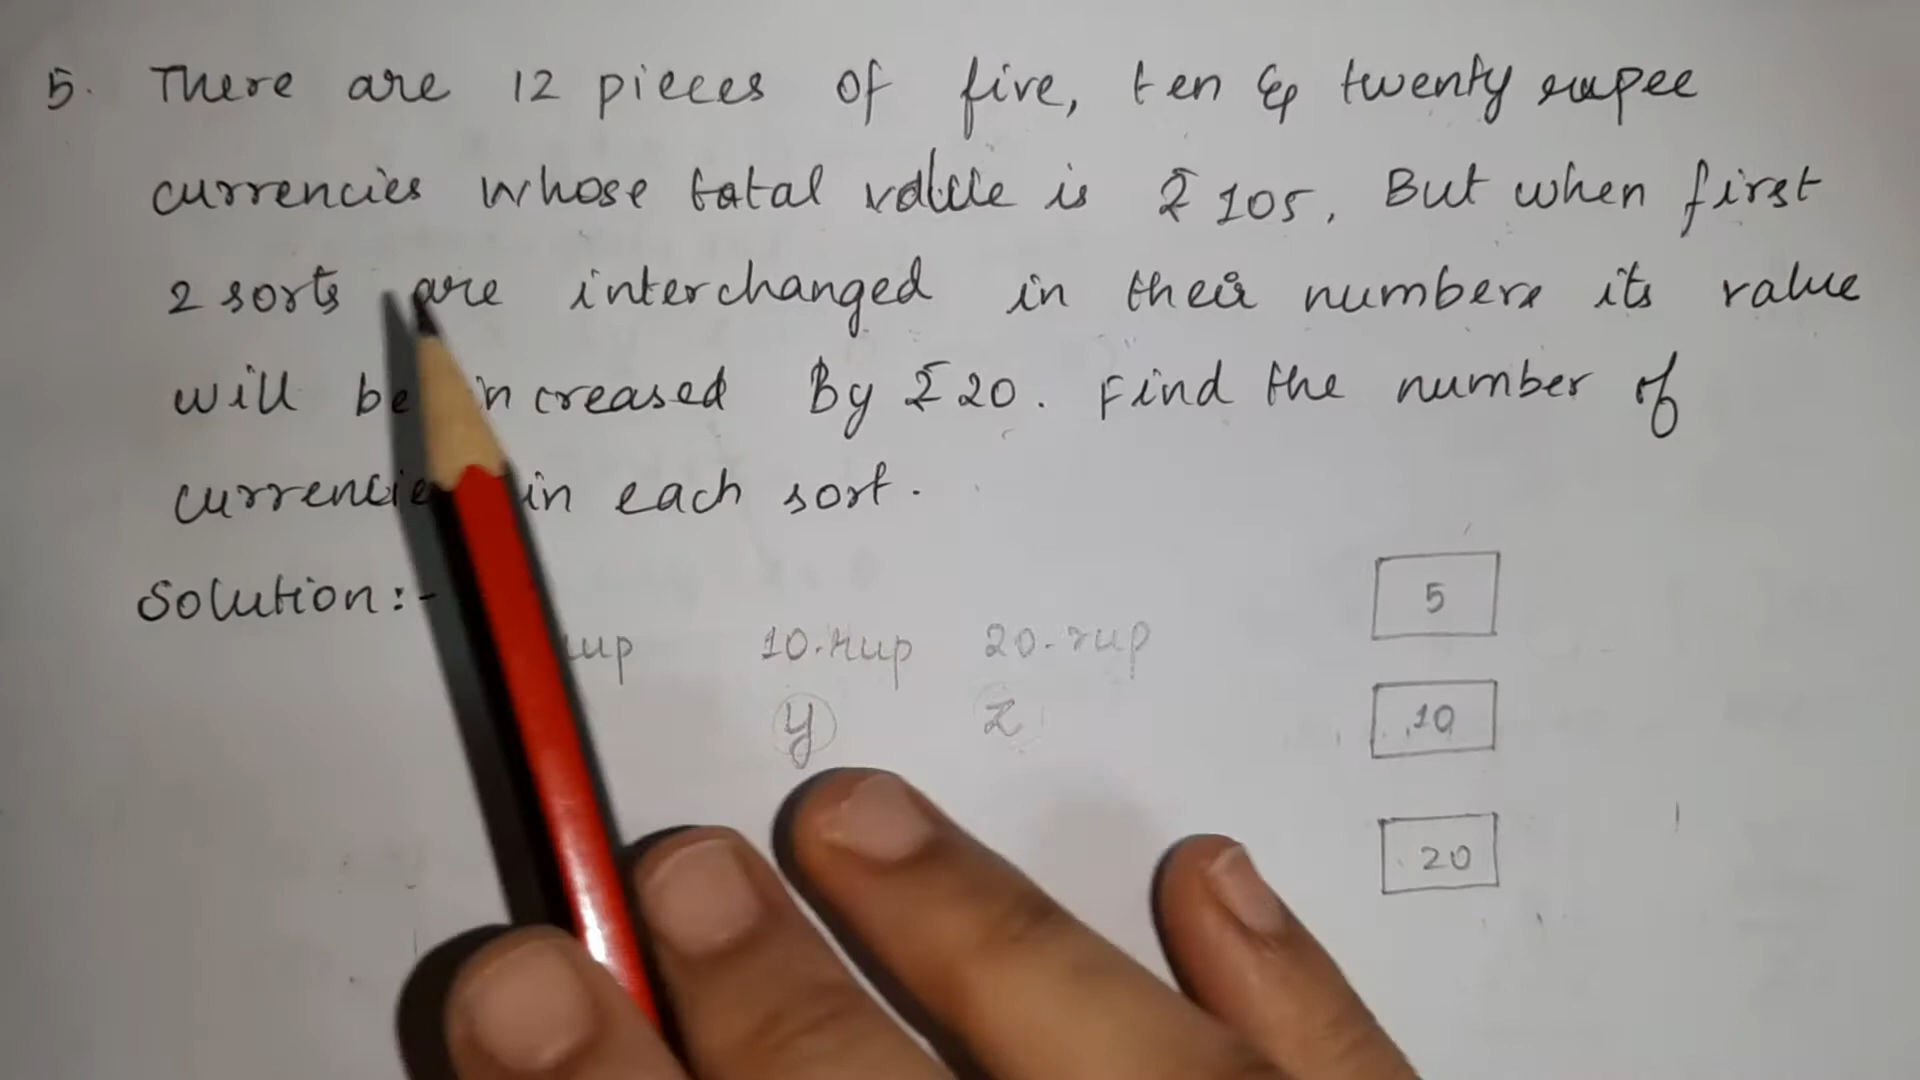 5. There are 12 pieces of five, ten & twenty rupee
currencies whose total value is ₹ 105. But when first
2 sorts are interchanged in their numbers its value
will be increased By ₹ 20. Find the number of
in each sort.
Solution:-
10.rup 20.rup
y z
5
10
20